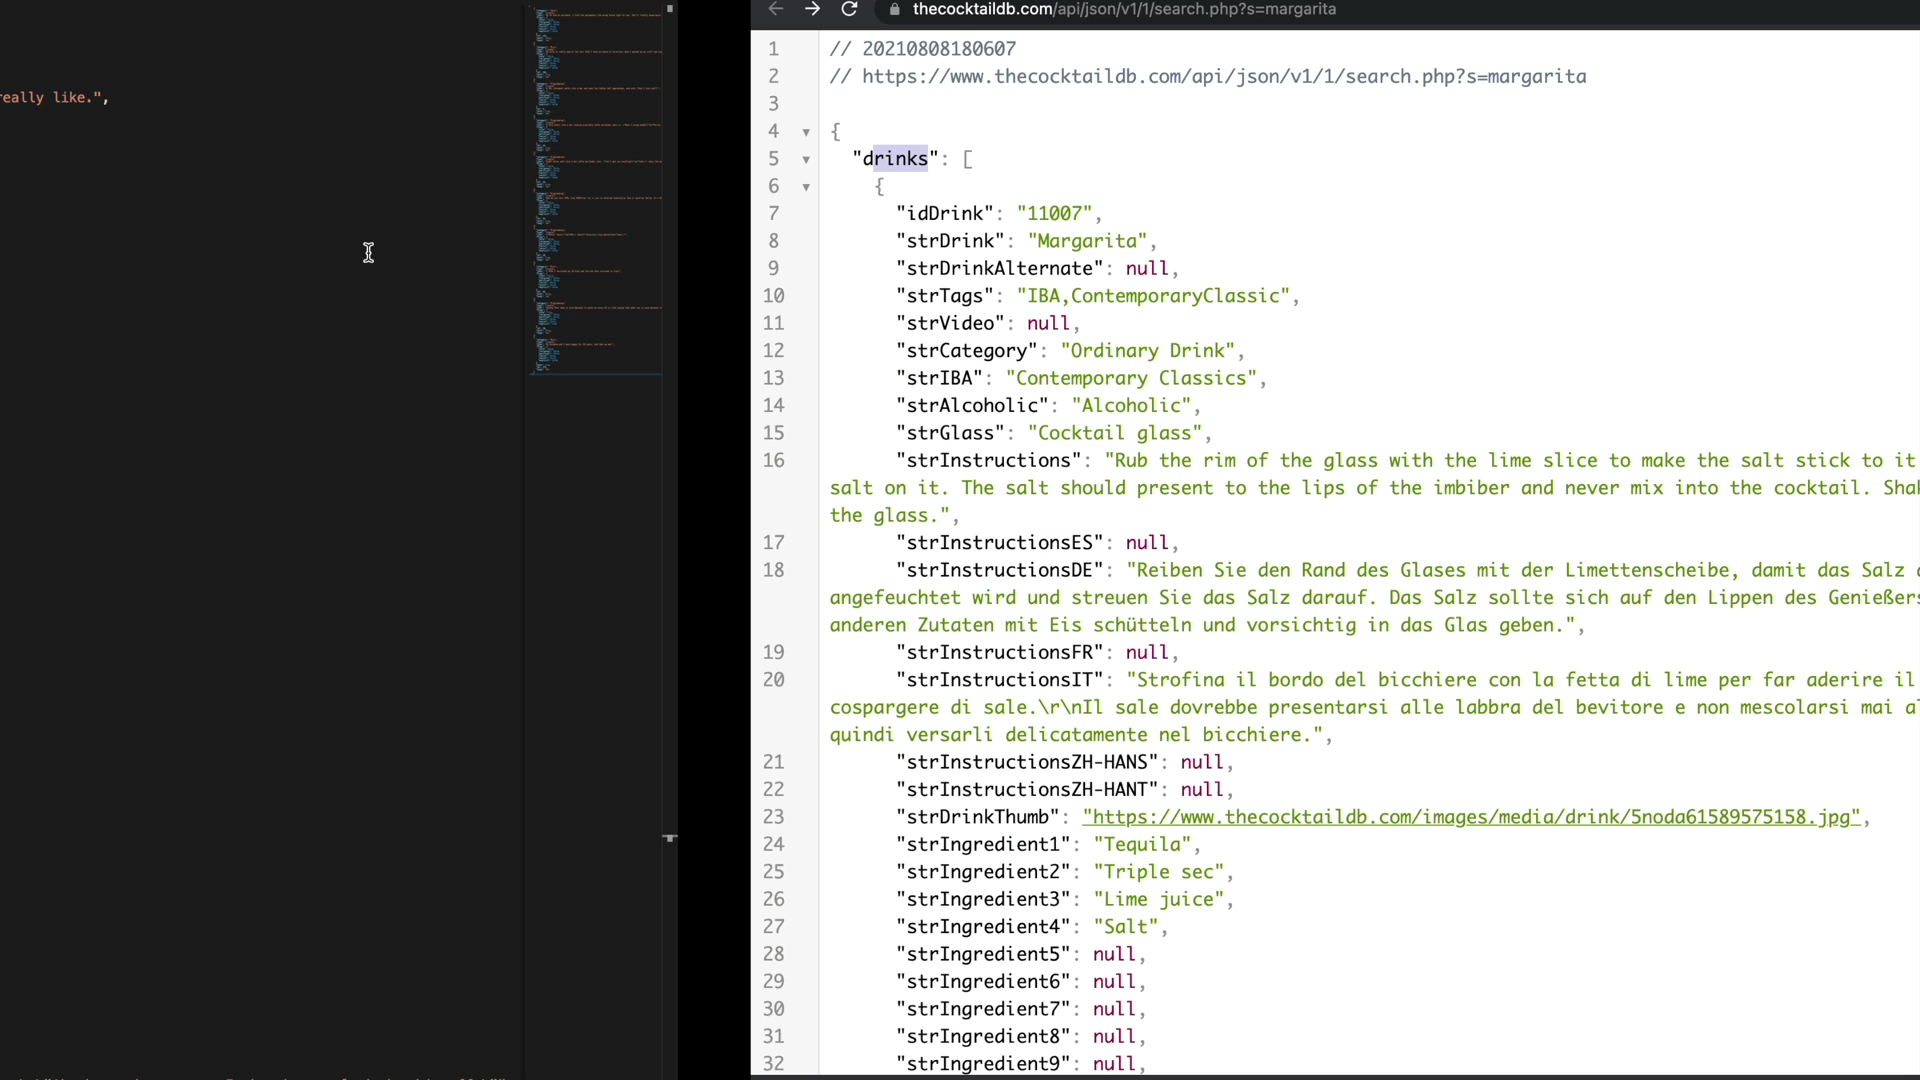 really like.",
thecocktaildb.com/api/json/v1/1/search.php?s=margarita
1 // 20210808180607
2 // https://www.thecocktaildb.com/api/json/v1/1/search.php?s=margarita
3
4 {
5 "drinks": [
6 {
7 "idDrink": "11007",
8 "strDrink": "Margarita",
9 "strDrinkAlternate": null,
10 "strTags": "IBA,ContemporaryClassic",
11 "strVideo": null,
12 "strCategory": "Ordinary Drink",
13 "strIBA": "Contemporary Classics",
14 "strAlcoholic": "Alcoholic",
15 "strGlass": "Cocktail glass",
16 "strInstructions": "Rub the rim of the glass with the lime slice to make the salt stick to it
salt on it. The salt should present to the lips of the imbiber and never mix into the cocktail. Sha
the glass.",
17 "strInstructionsES": null,
18 "strInstructionsDE": "Reiben Sie den Rand des Glases mit der Limettenscheibe, damit das Salz
angefeuchtet wird und streuen Sie das Salz darauf. Das Salz sollte sich auf den Lippen des Genießers
anderen Zutaten mit Eis schütteln und vorsichtig in das Glas geben.",
19 "strInstructionsFR": null,
20 "strInstructionsIT": "Strofina il bordo del bicchiere con la fetta di lime per far aderire il
cospargere di sale.\r\nIl sale dovrebbe presentarsi alle labbra del bevitore e non mescolarsi mai a
quindi versarli delicatamente nel bicchiere.",
21 "strInstructionsZH-HANS": null,
22 "strInstructionsZH-HANT": null,
23 "strDrinkThumb": "https://www.thecocktaildb.com/images/media/drink/5noda61589575158.jpg",
24 "strIngredient1": "Tequila",
25 "strIngredient2": "Triple sec",
26 "strIngredient3": "Lime juice",
27 "strIngredient4": "Salt",
28 "strIngredient5": null,
29 "strIngredient6": null,
30 "strIngredient7": null,
31 "strIngredient8": null,
32 "strIngredient9": null,